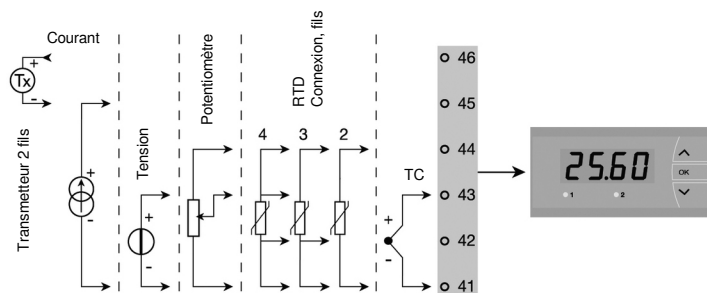 Courant
Tx
+
-
Transmetteur 2 fils
+
-
Tension
+
-
Potentiomètre
RTD
Connexion, fils
4 3 2
TC
+
-
46
45
44
43
42
41
25.60
OK
1 2